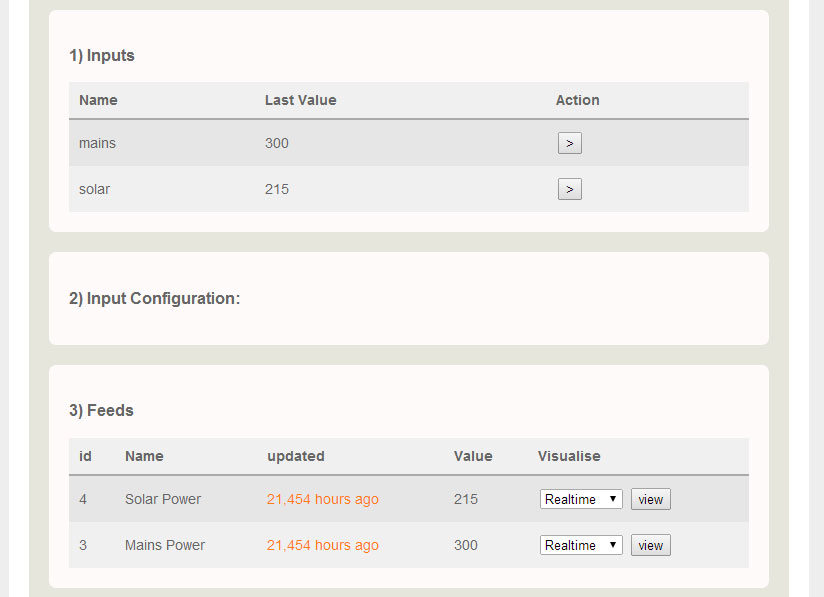 1) Inputs
Name Last Value Action
mains 300 >
solar 215 >
2) Input Configuration:
3) Feeds
id Name updated Value Visualise
4 Solar Power 21,454 hours ago 215 Realtime view
3 Mains Power 21,454 hours ago 300 Realtime view